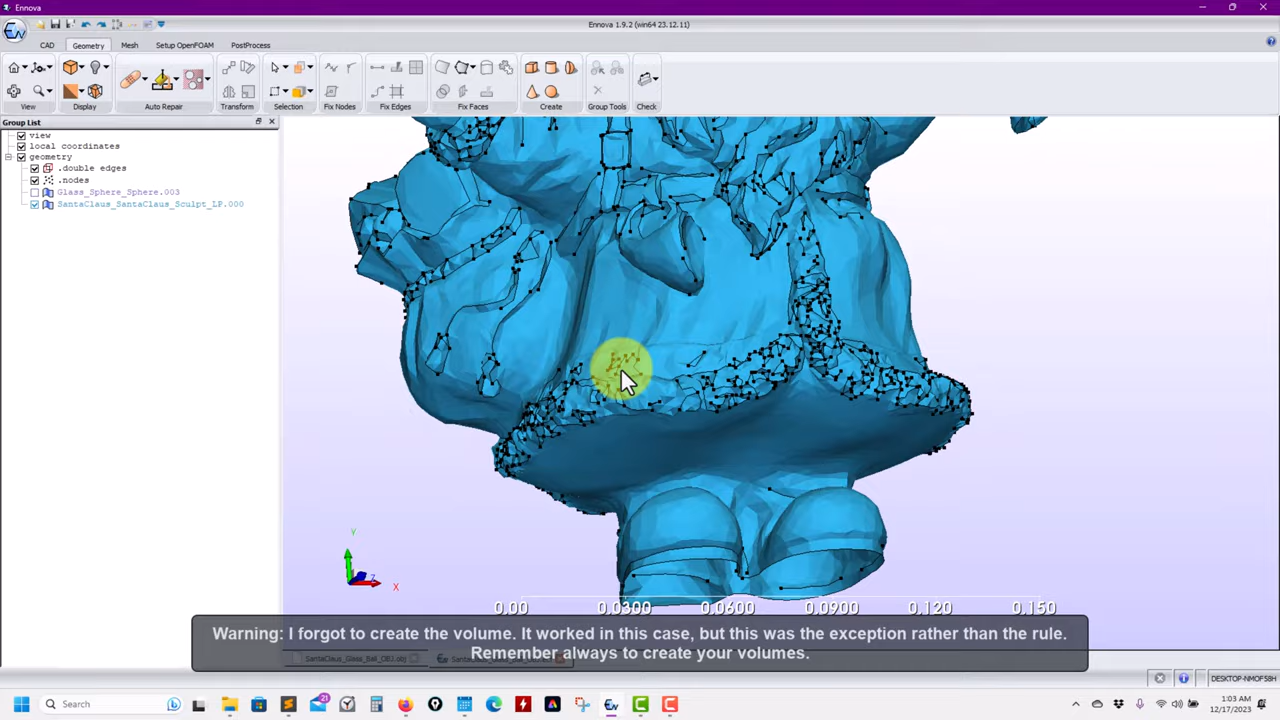 Ennova
Ennova 1.9.2 (win64 23.12.11)
CAD
Geometry
Mesh
Setup OpenFOAM
PostProcess
View
Display
Auto Repair
Transform
Selection
Fix Nodes
Fix Edges
Fix Faces
Create
Group Tools
Check
Group List
view
local coordinates
geometry
.double edges
.nodes
Glass_Sphere_Sphere.003
SantaClaus_SantaClaus_Sculpt_LP.000
Y
Z
X
0.00 0.0300 0.0600 0.0900 0.120 0.150
Warning: I forgot to create the volume. It worked in this case, but this was the exception rather than the rule.
Remember always to create your volumes.
SantaClaus_Glass_Ball_OBJ.obj
DESKTOP-NMOF58H
Search
21
1:03 AM
12/17/2023